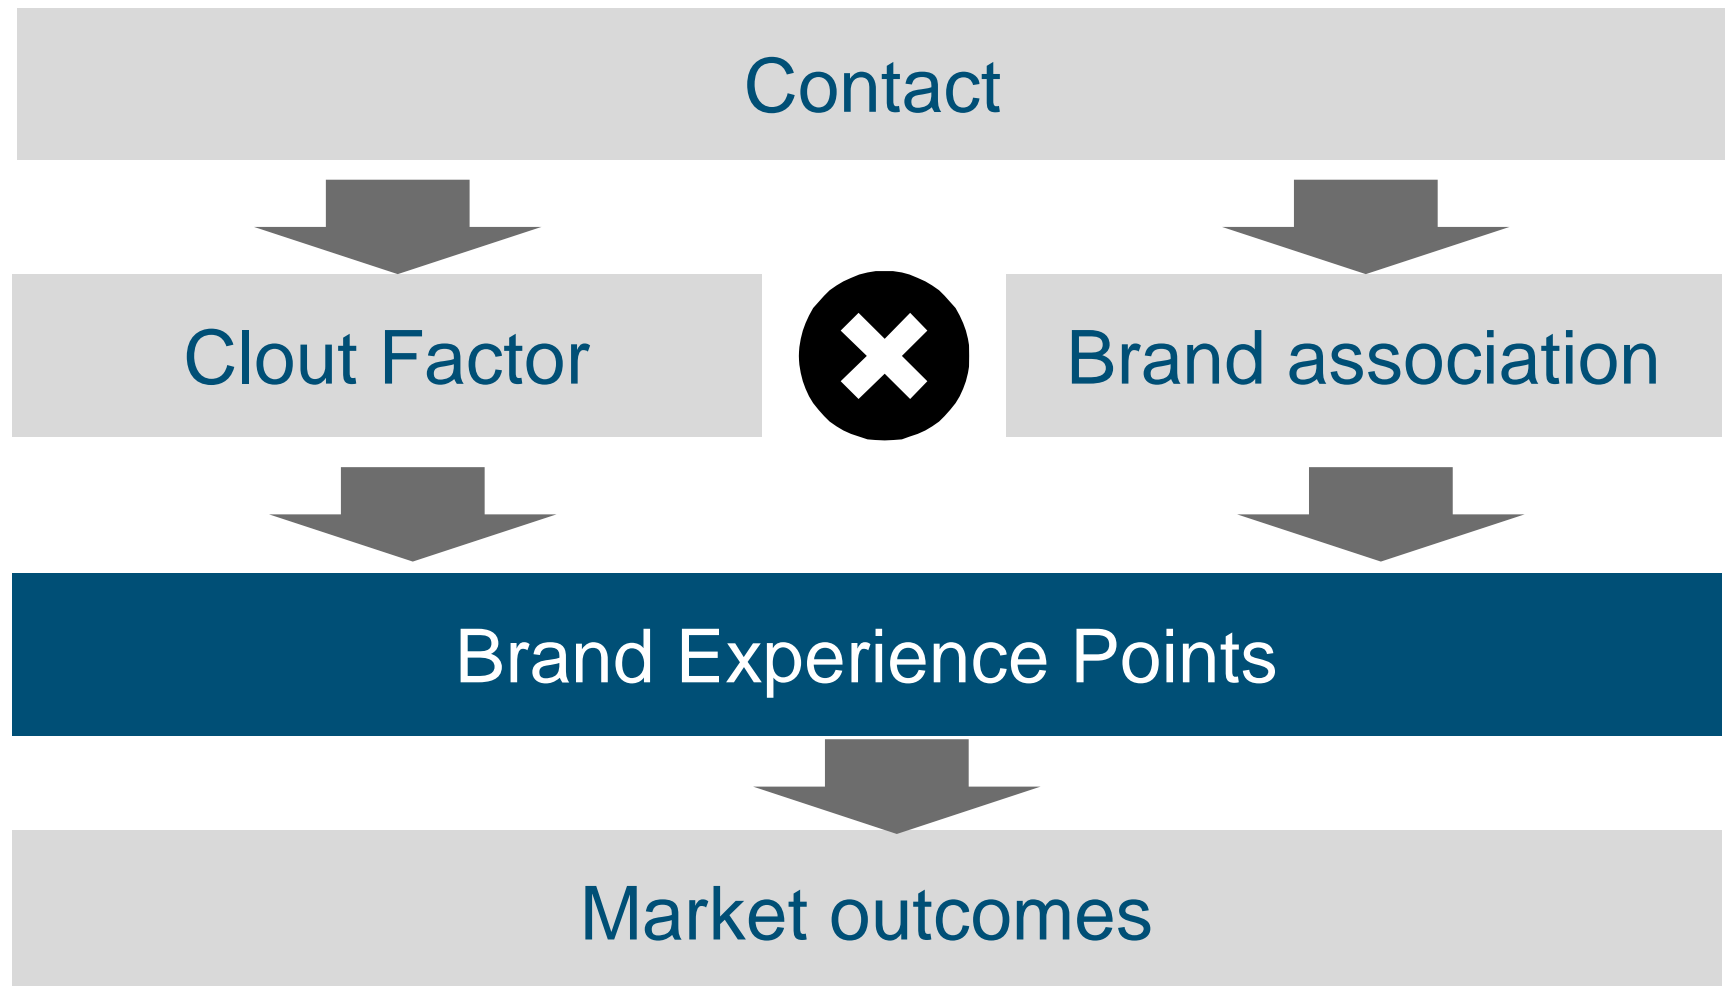 Contact
Clout Factor
Brand association
Brand Experience Points
Market outcomes